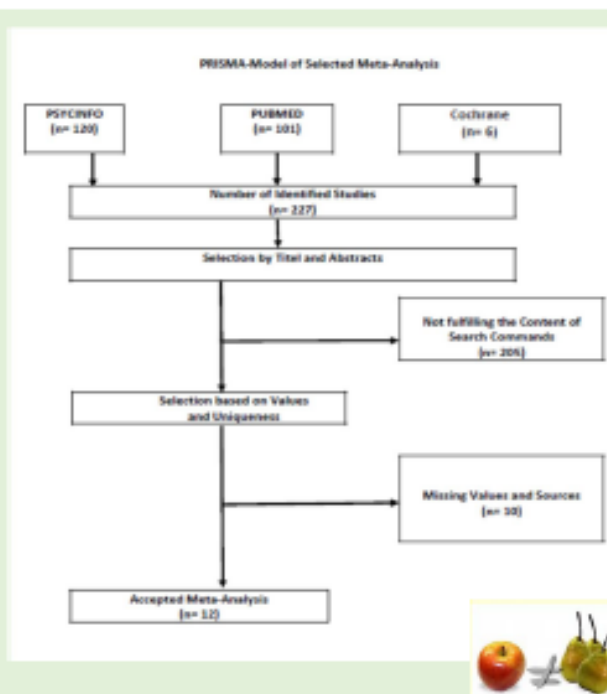 PRISMA-Model of Selected Meta-Analysis
PSYCINFO
(n= 120)
PUBMED
(n= 101)
Cochrane
(n= 6)
Number of Identified Studies
(n= 227)
Selection by Titel and Abstracts
Not fulfilling the Content of
Search Commands
(n= 205)
Selection based on Values
and Uniqueness
Missing Values and Sources
(n= 10)
Accepted Meta-Analysis
(n= 12)